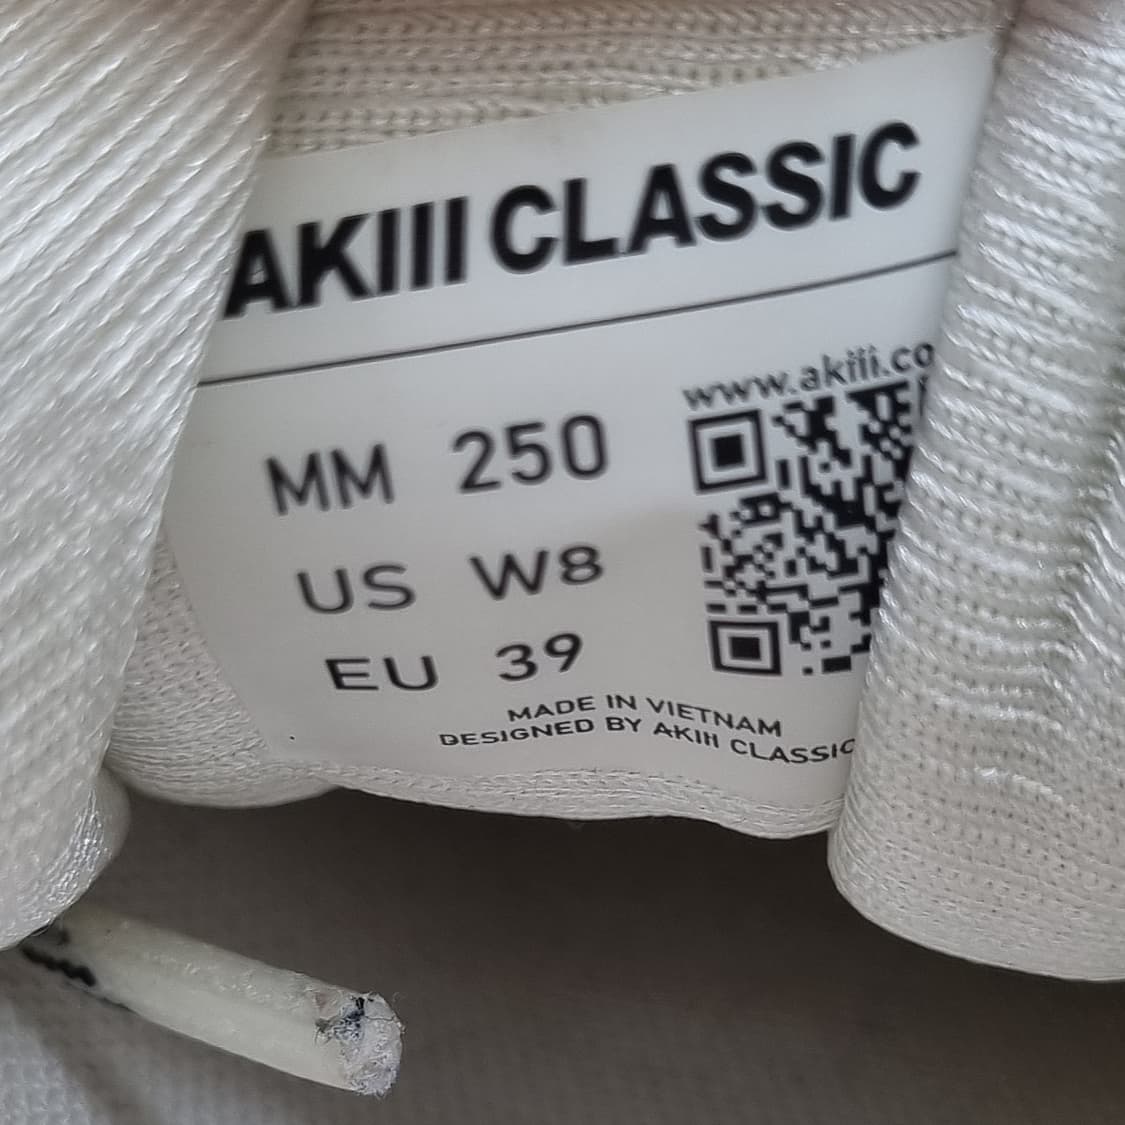 AKIII CLASSIC
www.akiii.co
MM 250
US W8
EU 39
MADE IN VIETNAM
DESIGNED BY AKIII CLASSIC